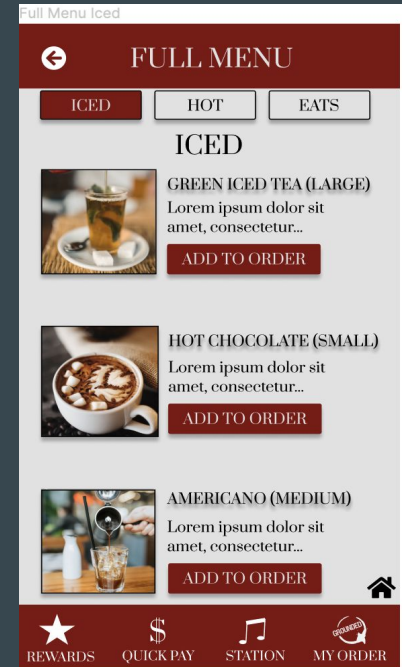 Full Menu Iced
FULL MENU
ICED HOT EATS
ICED
GREEN ICED TEA (LARGE)
Lorem ipsum dolor sit
amet, consectetur...
ADD TO ORDER
HOT CHOCOLATE (SMALL)
Lorem ipsum dolor sit
amet, consectetur...
ADD TO ORDER
AMERICANO (MEDIUM)
Lorem ipsum dolor sit
amet, consectetur...
ADD TO ORDER
$
GROUNDED
REWARDS QUICK PAY STATION MY ORDER